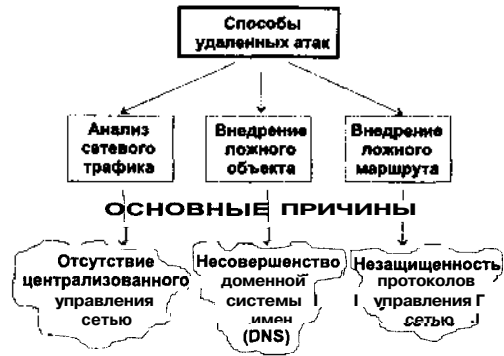 Способы
удаленных атак
Анализ
сетевого
трафика
Внедрение
ложного
объекта
Внедрение
ложного
маршрута
ОСНОВНЫЕ ПРИЧИНЫ
Отсутствие
централизованного
управления
сетью
Несовершенство
доменной
системы
имен
(DNS)
Незащищенность
протоколов
управления Г
сетью